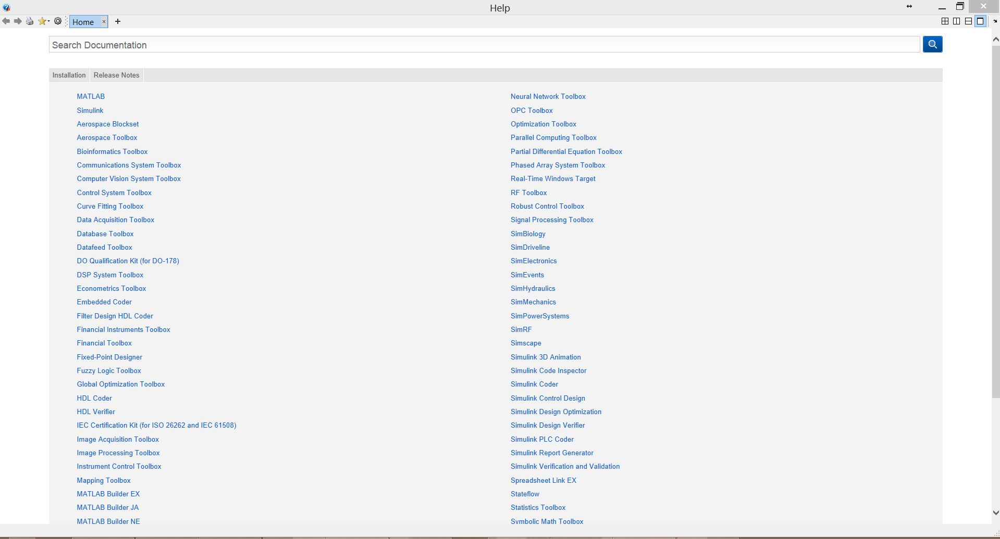 Help
Home
Search Documentation
Installation
Release Notes
MATLAB
Simulink
Aerospace Blockset
Aerospace Toolbox
Bioinformatics Toolbox
Communications System Toolbox
Computer Vision System Toolbox
Control System Toolbox
Curve Fitting Toolbox
Data Acquisition Toolbox
Database Toolbox
Datafeed Toolbox
DO Qualification Kit (for DO-178)
DSP System Toolbox
Econometrics Toolbox
Embedded Coder
Filter Design HDL Coder
Financial Instruments Toolbox
Financial Toolbox
Fixed-Point Designer
Fuzzy Logic Toolbox
Global Optimization Toolbox
HDL Coder
HDL Verifier
IEC Certification Kit (for ISO 26262 and IEC 61508)
Image Acquisition Toolbox
Image Processing Toolbox
Instrument Control Toolbox
Mapping Toolbox
MATLAB Builder EX
MATLAB Builder JA
MATLAB Builder NE
Neural Network Toolbox
OPC Toolbox
Optimization Toolbox
Parallel Computing Toolbox
Partial Differential Equation Toolbox
Phased Array System Toolbox
Real-Time Windows Target
RF Toolbox
Robust Control Toolbox
Signal Processing Toolbox
SimBiology
SimDriveline
SimElectronics
SimEvents
SimHydraulics
SimMechanics
SimPowerSystems
SimRF
Simscape
Simulink 3D Animation
Simulink Code Inspector
Simulink Coder
Simulink Control Design
Simulink Design Optimization
Simulink Design Verifier
Simulink PLC Coder
Simulink Report Generator
Simulink Verification and Validation
Spreadsheet Link EX
Stateflow
Statistics Toolbox
Symbolic Math Toolbox